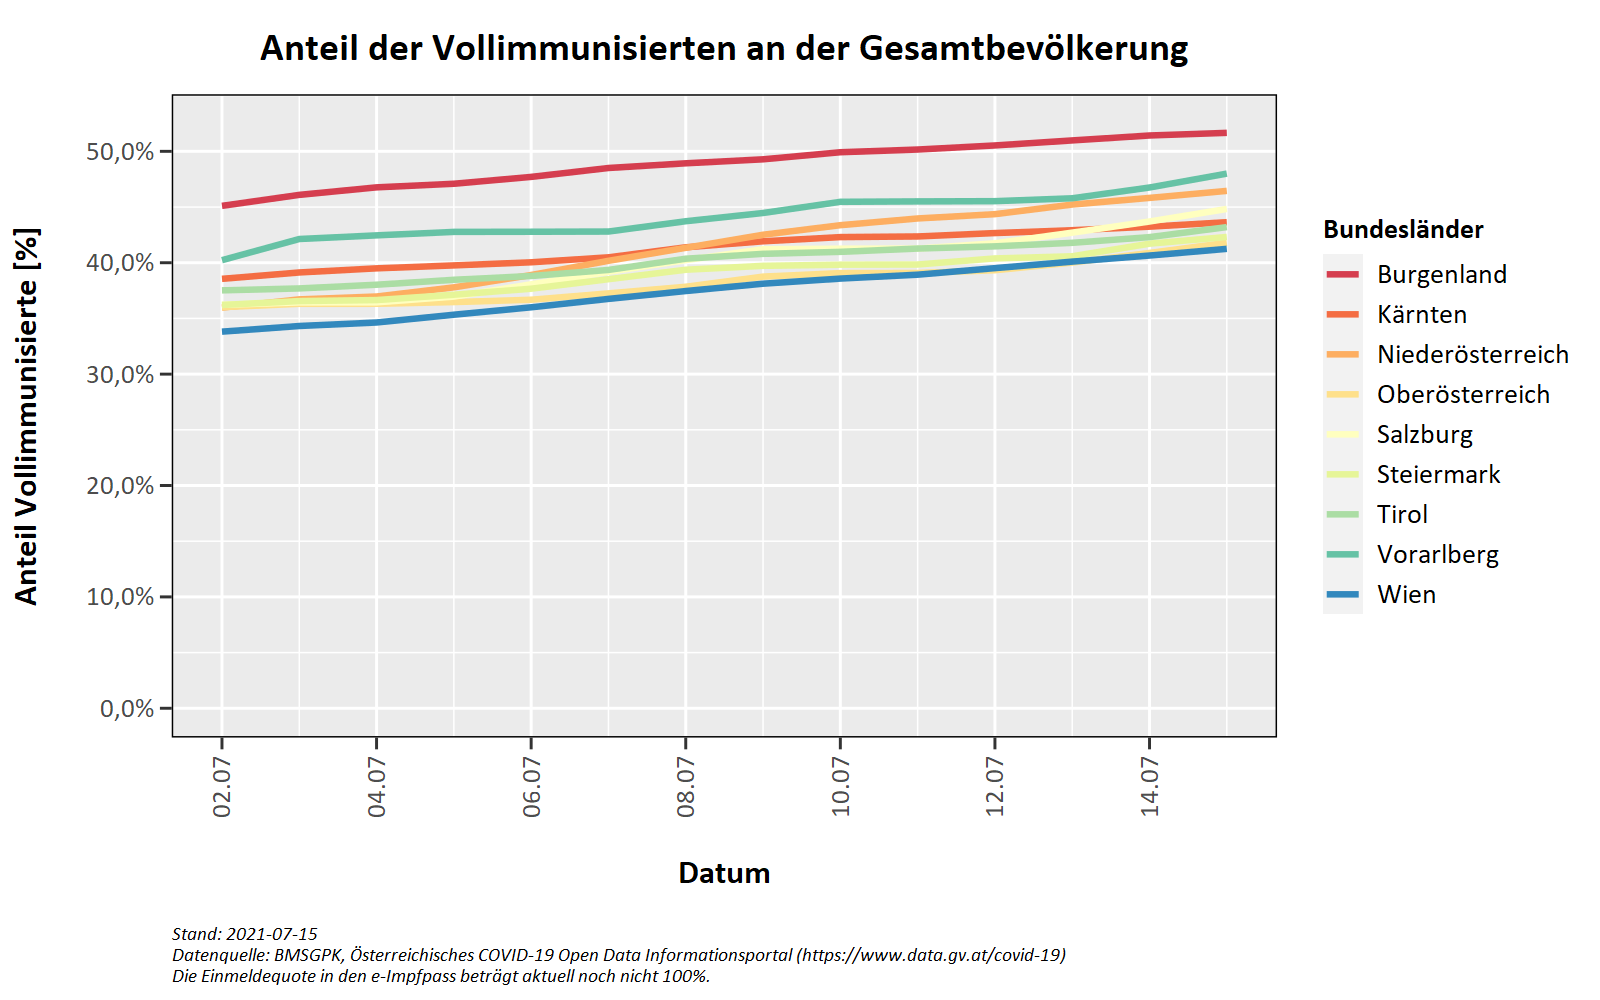 Anteil der Vollimmunisierten an der Gesamtbevölkerung
Anteil Vollimmunisierte [%]
50,0%
40,0%
30,0%
20,0%
10,0%
0,0%
02.07
04.07
06.07
08.07
10.07
12.07
14.07
Datum
Bundesländer
Burgenland
Kärnten
Niederösterreich
Oberösterreich
Salzburg
Steiermark
Tirol
Vorarlberg
Wien
Stand: 2021-07-15
Datenquelle: BMSGPK, Österreichisches COVID-19 Open Data Informationsportal (https://www.data.gv.at/covid-19)
Die Einmeldequote in den e-Impfpass beträgt aktuell noch nicht 100%.